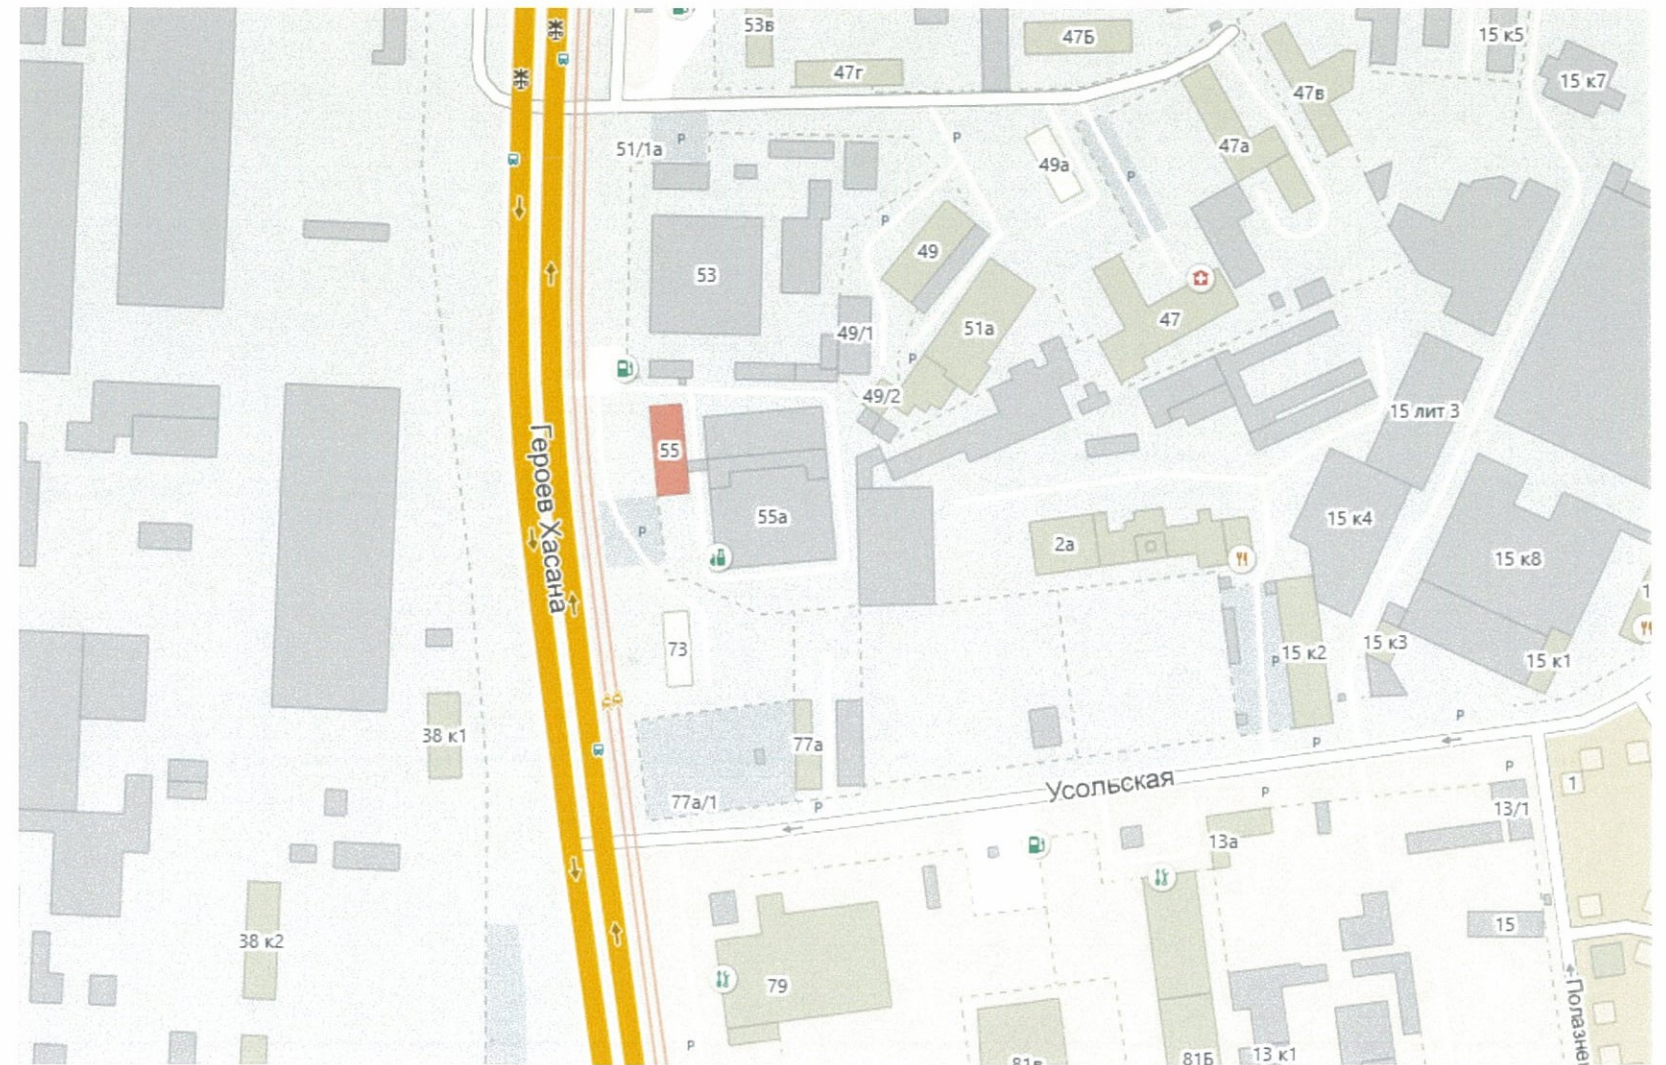 53в
47Б
15 к5
47г
15 к7
47в
P
51/1а
47а
49а
P
P
49
53
51а
47
49/1
P
49/2
15 лит 3
55
Героев Хасана
55а
P
2а
15 к4
15 к8
73
15 к2
P
15 к3
15 к1
38 к1
77а
P
P
Усольская
P
77а/1
P
P
1
13/1
13а
15
38 к2
79
P
81Б
13 к1